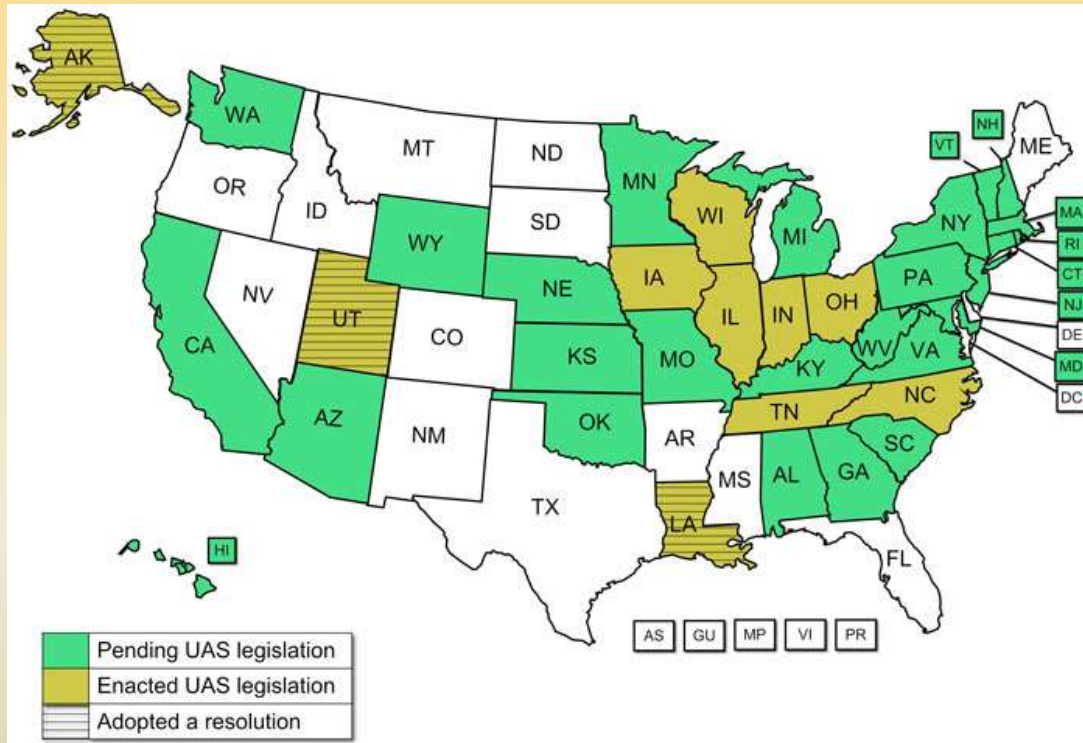 AK
WA
MT
ND
MN
VT
NH
ME
OR
ID
SD
WI
MI
NY
MA
RI
WY
IA
PA
CT
NE
NJ
NV
UT
IL
IN
OH
DE
CA
CO
KS
MO
KY
WV
VA
MD
DC
AZ
NM
OK
AR
TN
NC
SC
MS
AL
GA
TX
LA
FL
HI
AS
GU
MP
VI
PR
Pending UAS legislation
Enacted UAS legislation
Adopted a resolution